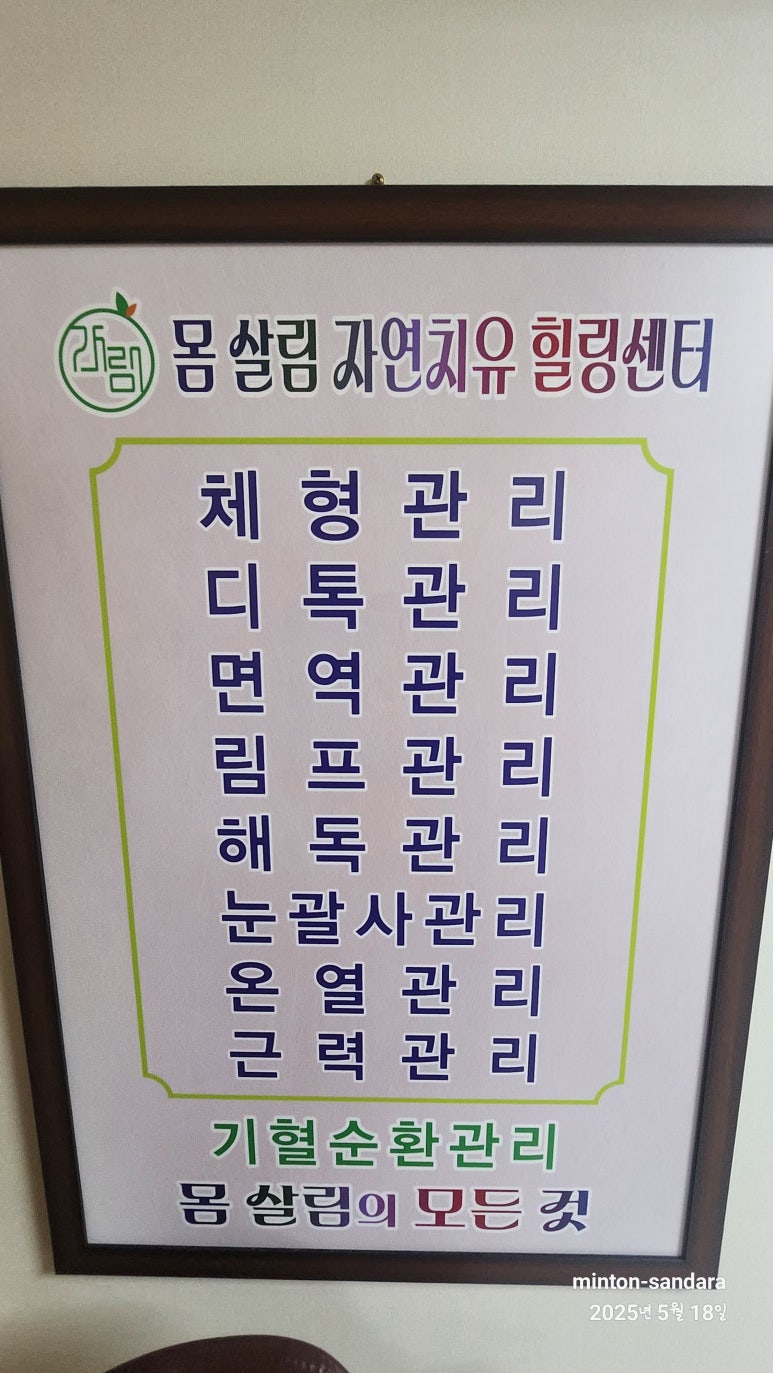 몸 살림 자연치유 힐링센터
체형관리
디톡관리
면역관리
림프관리
해독관리
눈괄사관리
온열관리
근력관리
기혈순환관리
몸 살림의 모든 것
minton-sandara
2025년 5월 18일